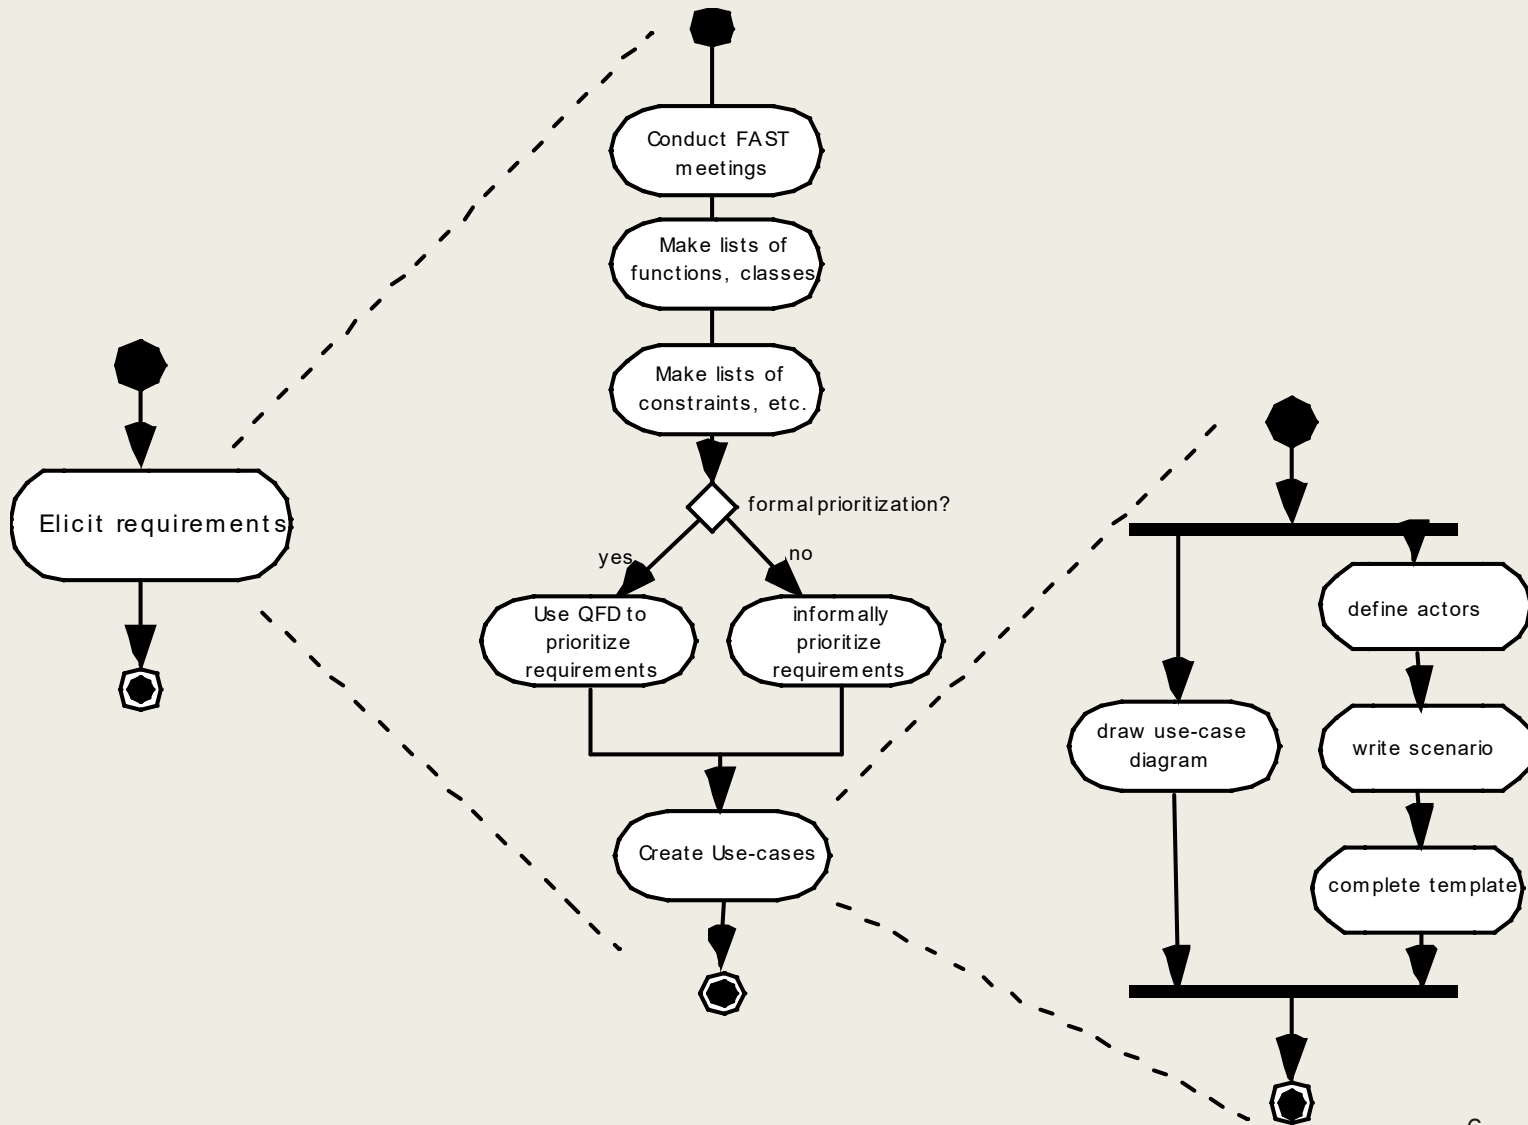 Conduct FAST
meetings
Make lists of
functions, classes
Make lists of
constraints, etc.
Elicit requirements
formal prioritization?
yes
no
Use QFD to
prioritize
requirements
informally
prioritize
requirements
Create Use-cases
define actors
draw use-case
diagram
write scenario
complete template